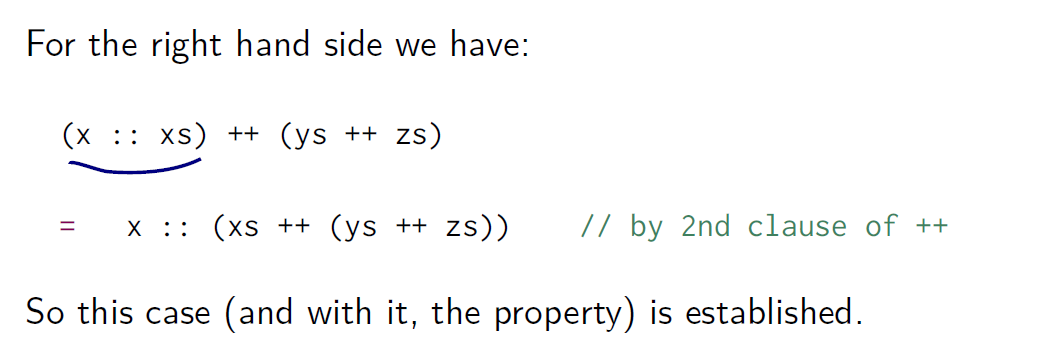 For the right hand side we have:
(x :: xs) ++ (ys ++ zs)
= x :: (xs ++ (ys ++ zs)) // by 2nd clause of ++
So this case (and with it, the property) is established.